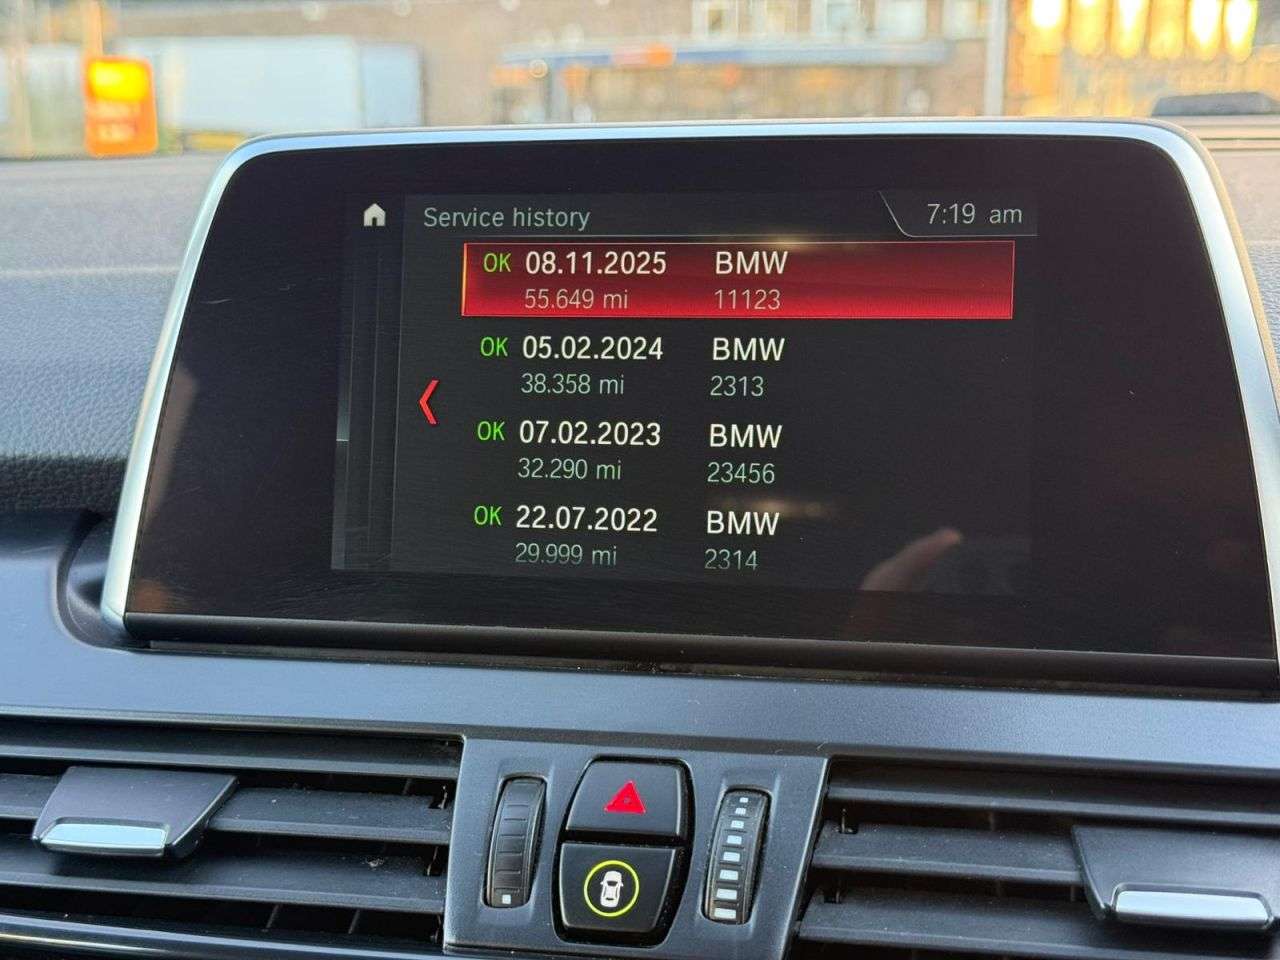 Service history
7:19 am
OK 08.11.2025 BMW
55.649 mi 11123
OK 05.02.2024 BMW
38.358 mi 2313
OK 07.02.2023 BMW
32.290 mi 23456
OK 22.07.2022 BMW
29.999 mi 2314